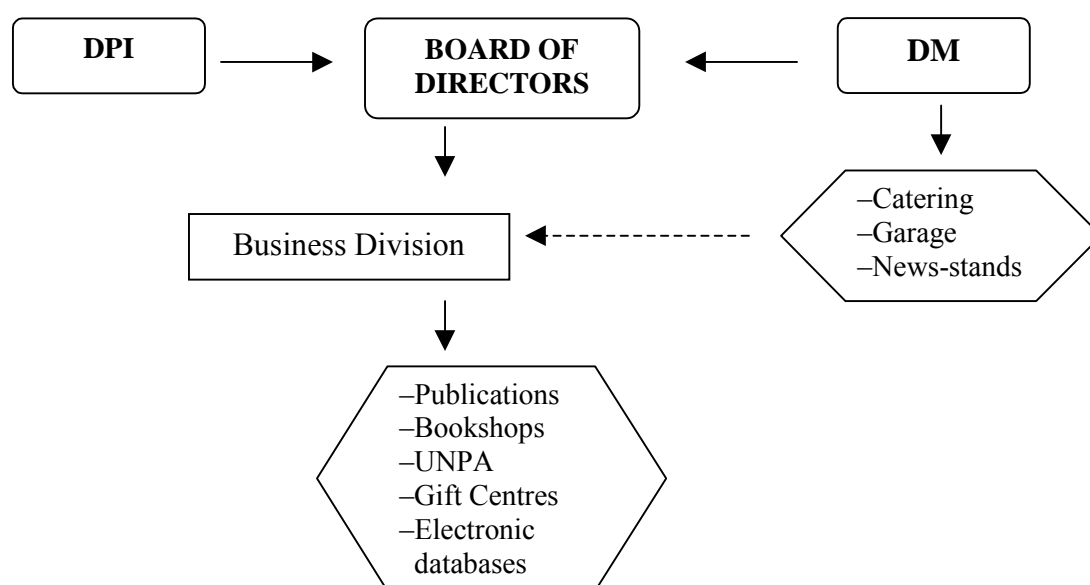 DPI
BOARD OF
DIRECTORS
DM
–Catering
–Garage
–News-stands
Business Division
–Publications
–Bookshops
–UNPA
–Gift Centres
–Electronic
databases